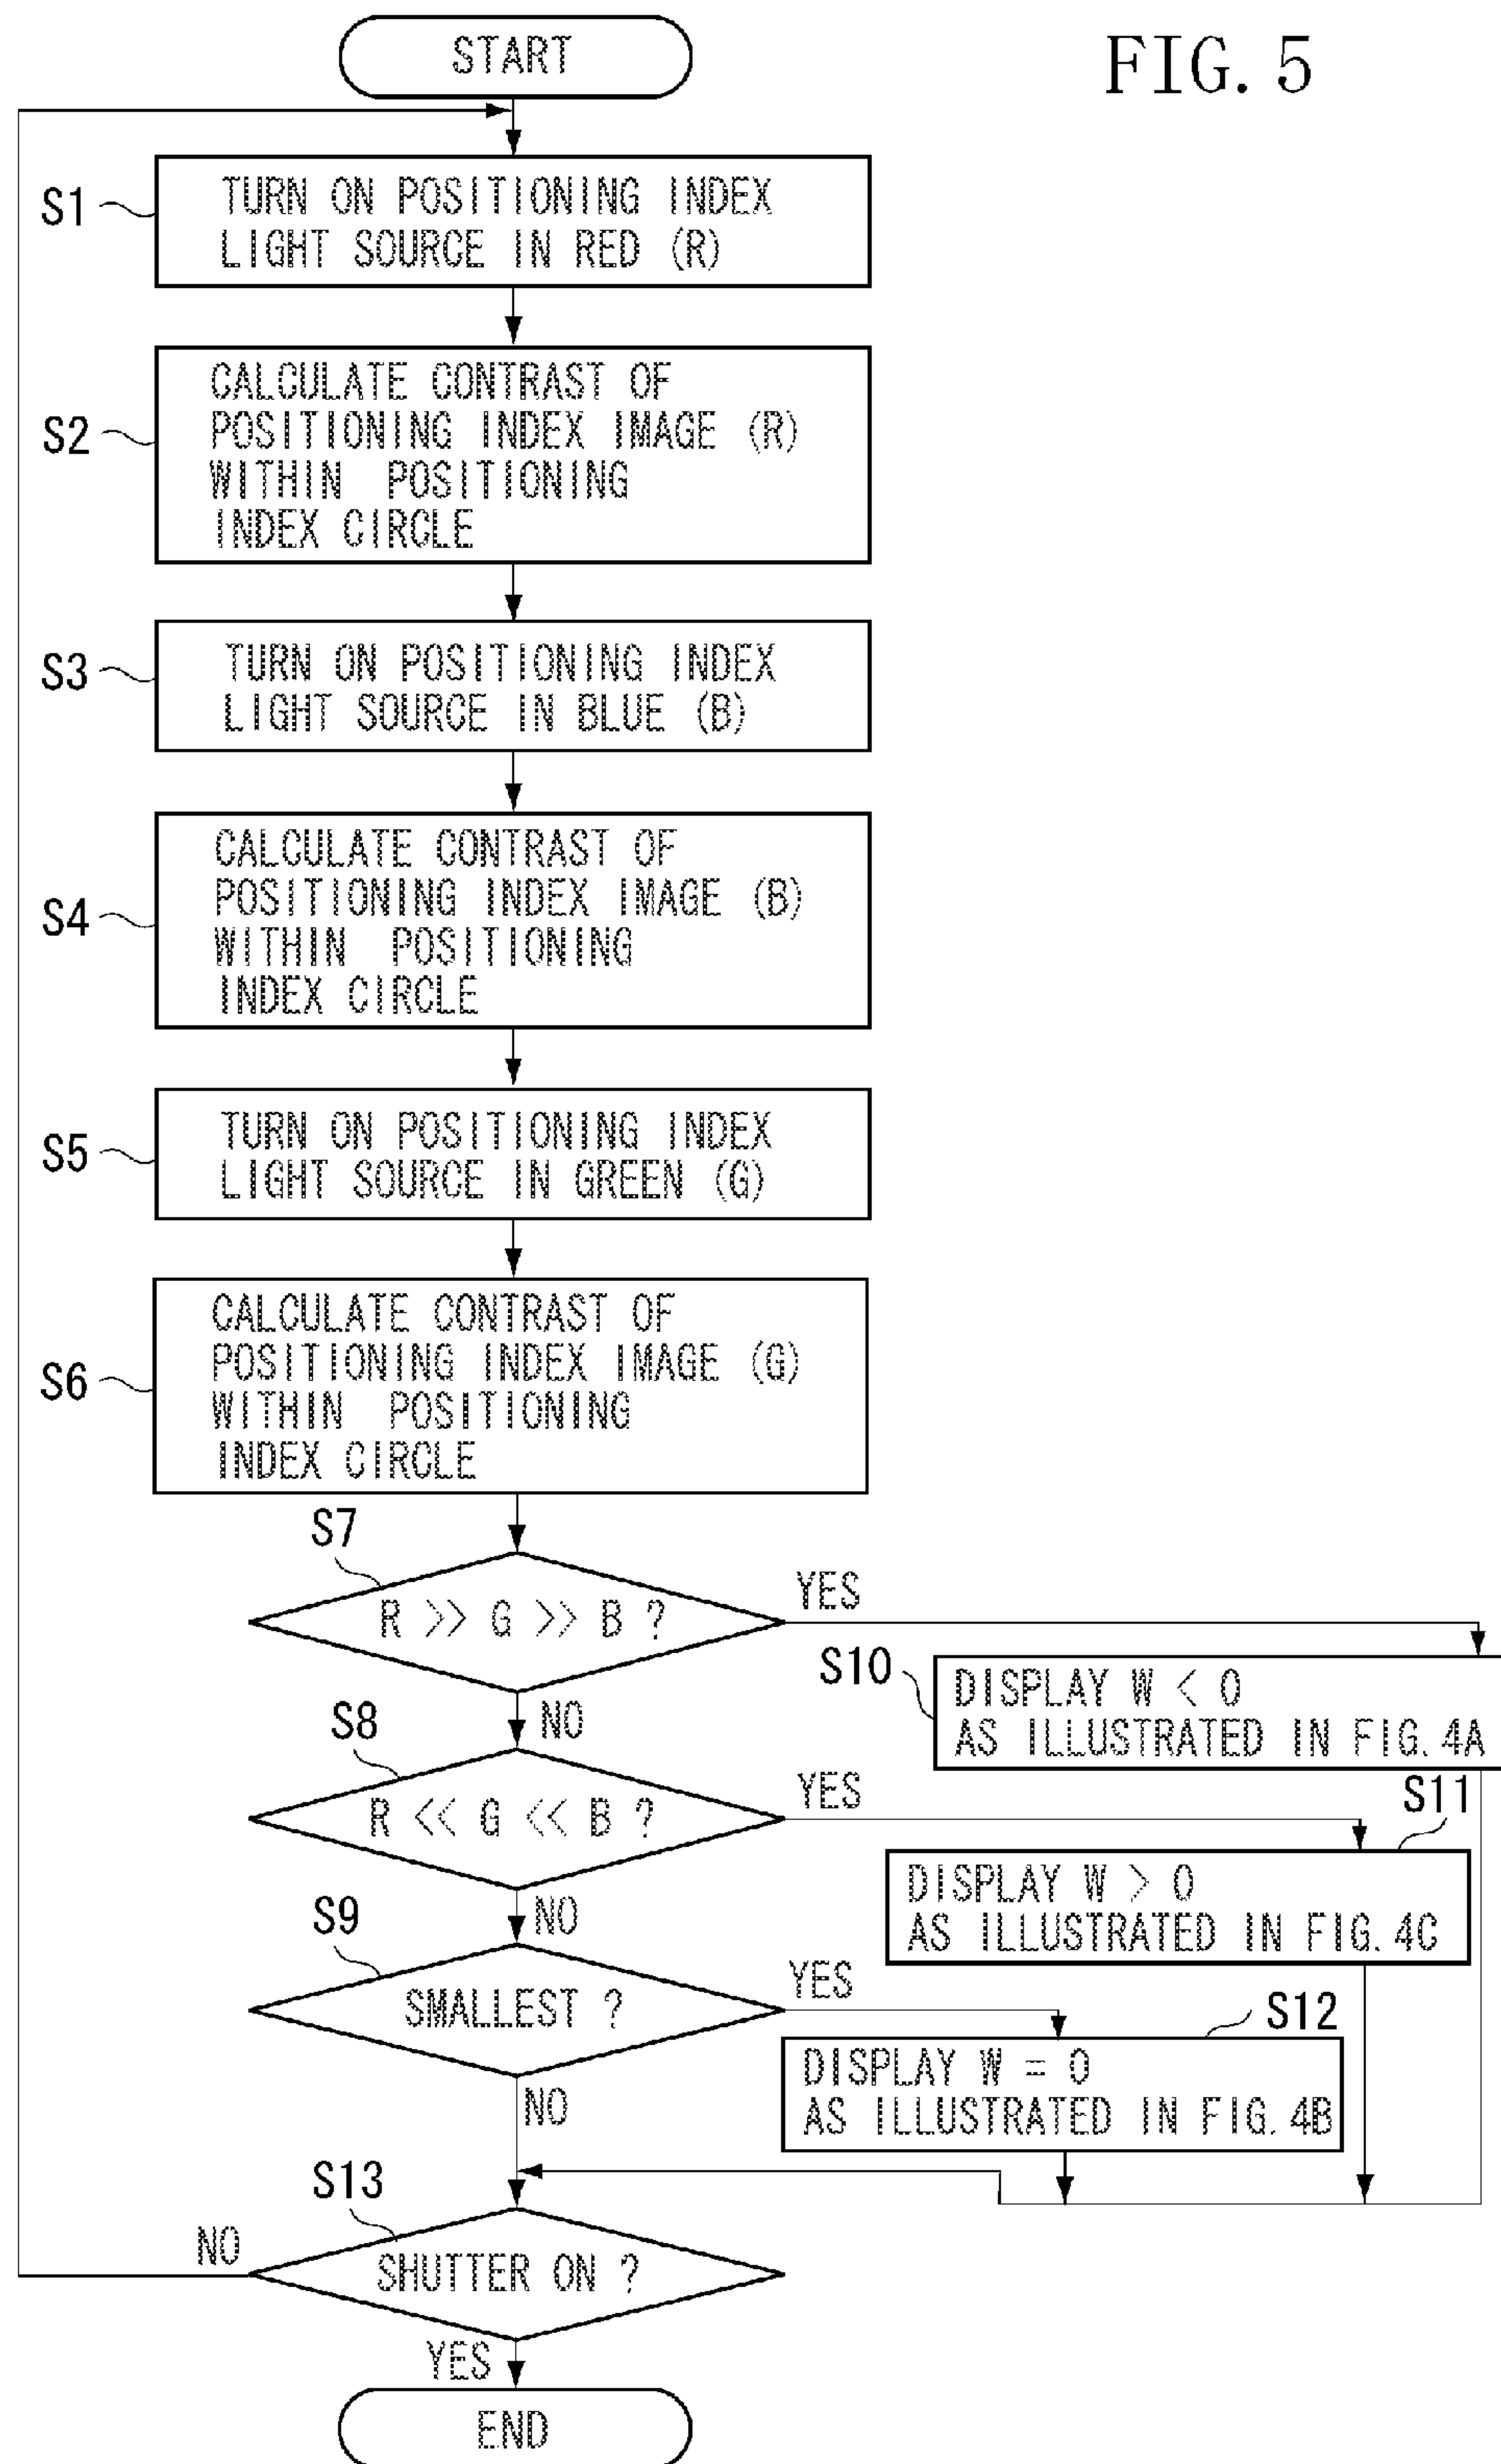 FIG. 5
START
S1
TURN ON POSITIONING INDEX
LIGHT SOURCE IN RED (R)
S2
CALCULATE CONTRAST OF
POSITIONING INDEX IMAGE (R)
WITHIN POSITIONING
INDEX CIRCLE
S3
TURN ON POSITIONING INDEX
LIGHT SOURCE IN BLUE (B)
S4
CALCULATE CONTRAST OF
POSITIONING INDEX IMAGE (B)
WITHIN POSITIONING
INDEX CIRCLE
S5
TURN ON POSITIONING INDEX
LIGHT SOURCE IN GREEN (G)
S6
CALCULATE CONTRAST OF
POSITIONING INDEX IMAGE (G)
WITHIN POSITIONING
INDEX CIRCLE
S7
R >> G >> B ?
YES
NO
S10
DISPLAY W < 0
AS ILLUSTRATED IN FIG. 4A
S8
R << G << B ?
YES
NO
S11
DISPLAY W > 0
AS ILLUSTRATED IN FIG. 4C
S9
SMALLEST ?
YES
NO
S12
DISPLAY W = 0
AS ILLUSTRATED IN FIG. 4B
S13
SHUTTER ON ?
NO
YES
END